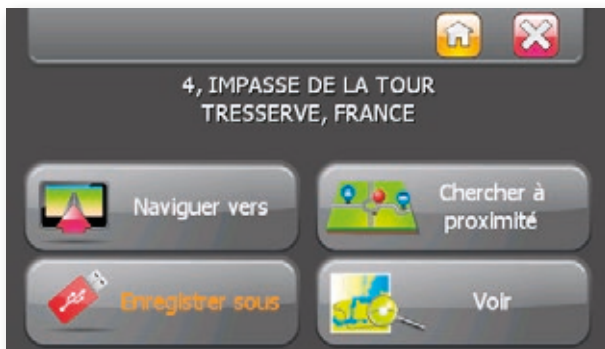 4, IMPASSE DE LA TOUR
TRESSERVE, FRANCE
Naviguer vers
Chercher à
proximité
Enregistrer sous
Voir